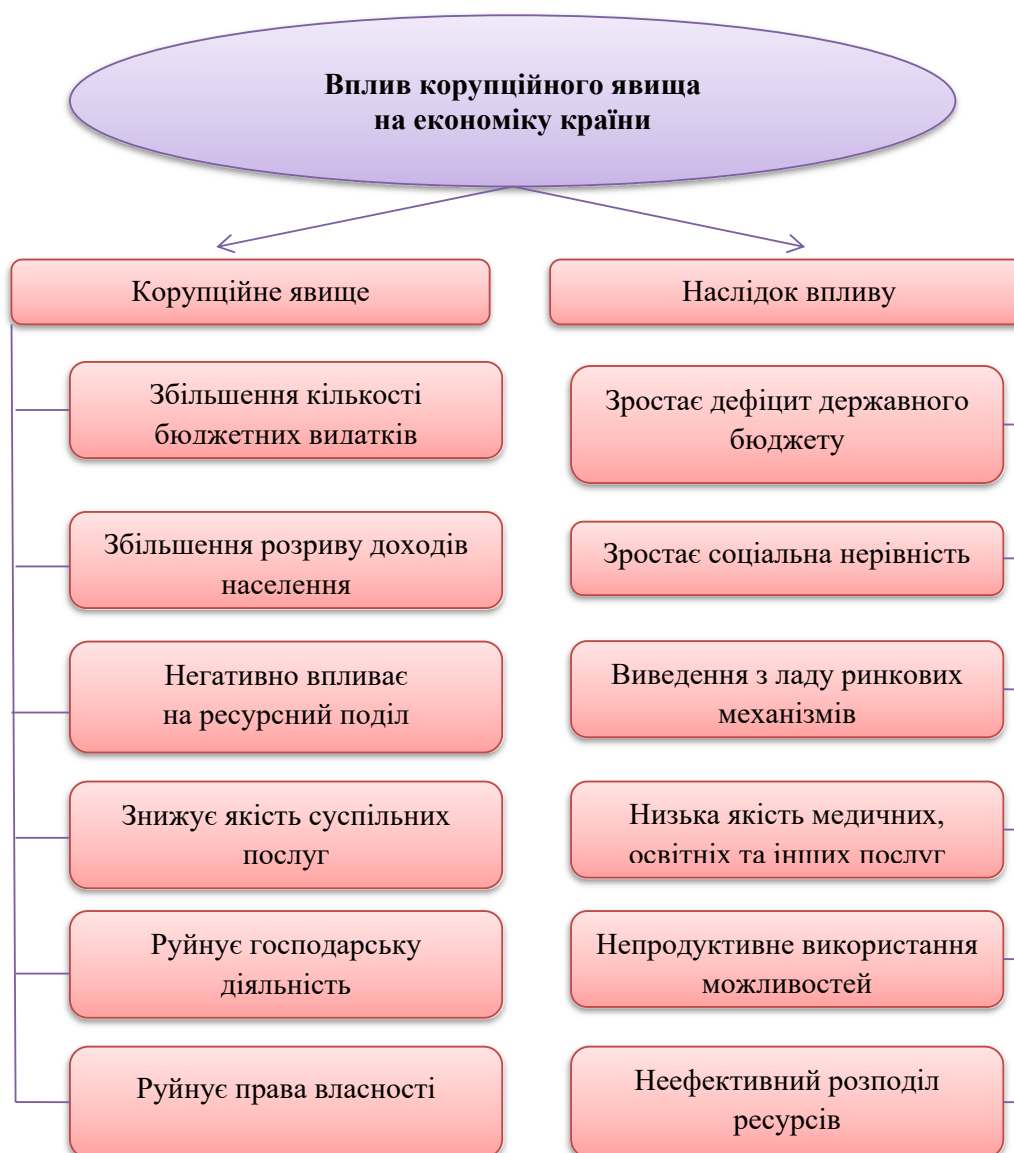 Вплив корупційного явища
на економіку країни
Корупційне явище
Наслідок впливу
Збільшення кількості
бюджетних видатків
Зростає дефіцит державного
бюджету
Збільшення розриву доходів
населення
Зростає соціальна нерівність
Негативно впливає
на ресурсний поділ
Виведення з ладу ринкових
механізмів
Знижує якість суспільних
послуг
Низька якість медичних,
освітніх та інших послуг
Руйнує господарську
діяльність
Непродуктивне використання
можливостей
Руйнує права власності
Неефективний розподіл
ресурсів